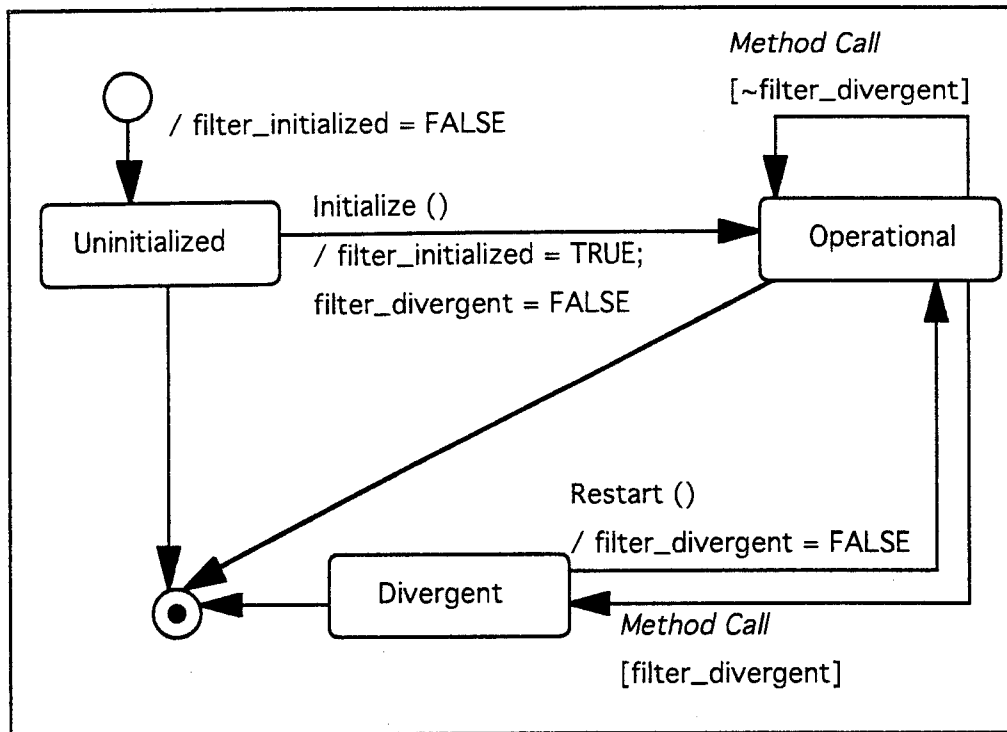 Method Call
[~filter_divergent]
/ filter_initialized = FALSE
Uninitialized
Initialize ()
/ filter_initialized = TRUE;
filter_divergent = FALSE
Operational
Restart ()
/ filter_divergent = FALSE
Divergent
Method Call
[filter_divergent]